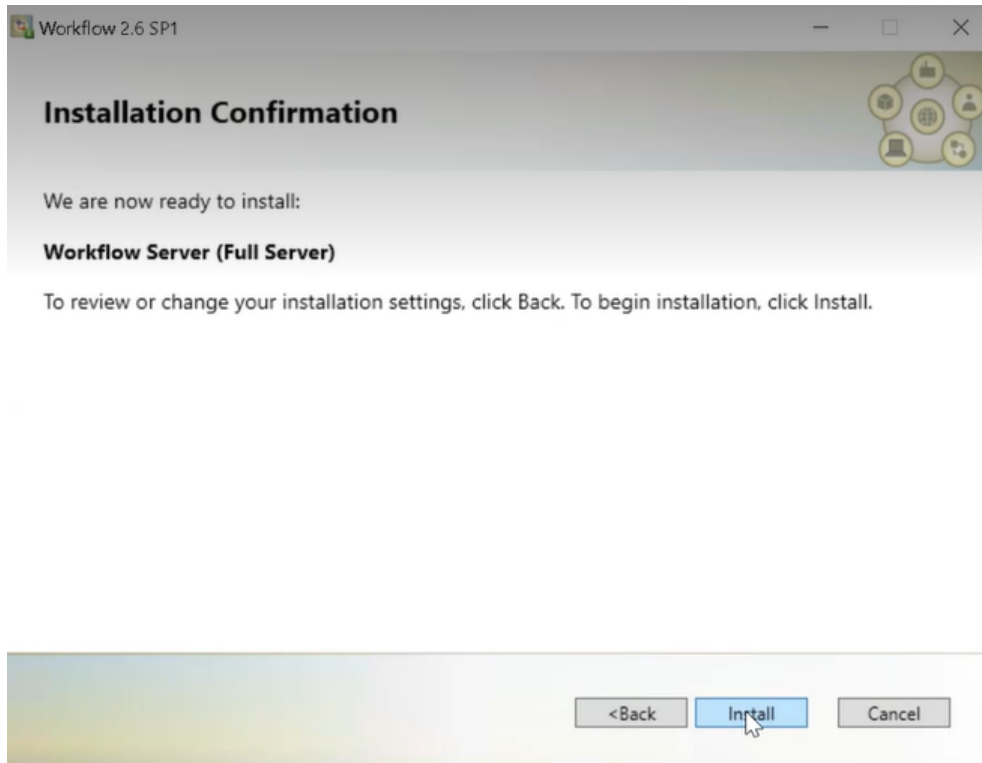 Workflow 2.6 SP1
Installation Confirmation
We are now ready to install:
Workflow Server (Full Server)
To review or change your installation settings, click Back. To begin installation, click Install.
<Back Install Cancel